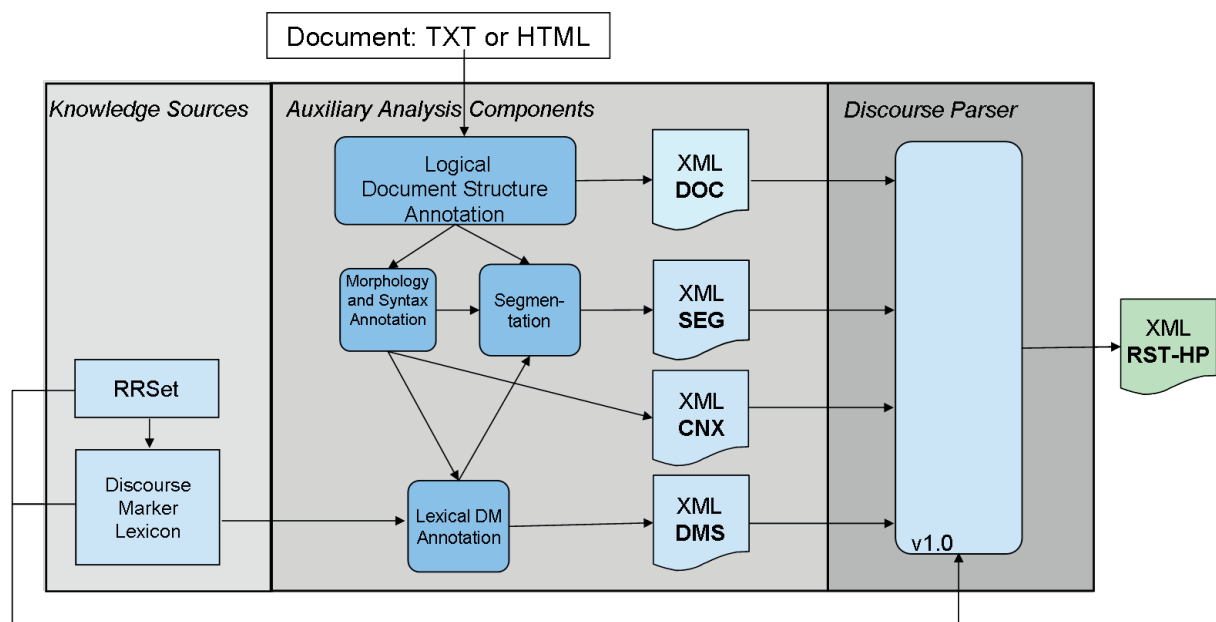 Document: TXT or HTML
Knowledge Sources
Auxiliary Analysis Components
Discourse Parser
Logical
Document Structure
Annotation
XML
DOC
Morphology
and Syntax
Annotation
Segmen-
tation
XML
SEG
XML
RST-HP
RRSet
XML
CNX
Discourse
Marker
Lexicon
Lexical DM
Annotation
XML
DMS
v1.0